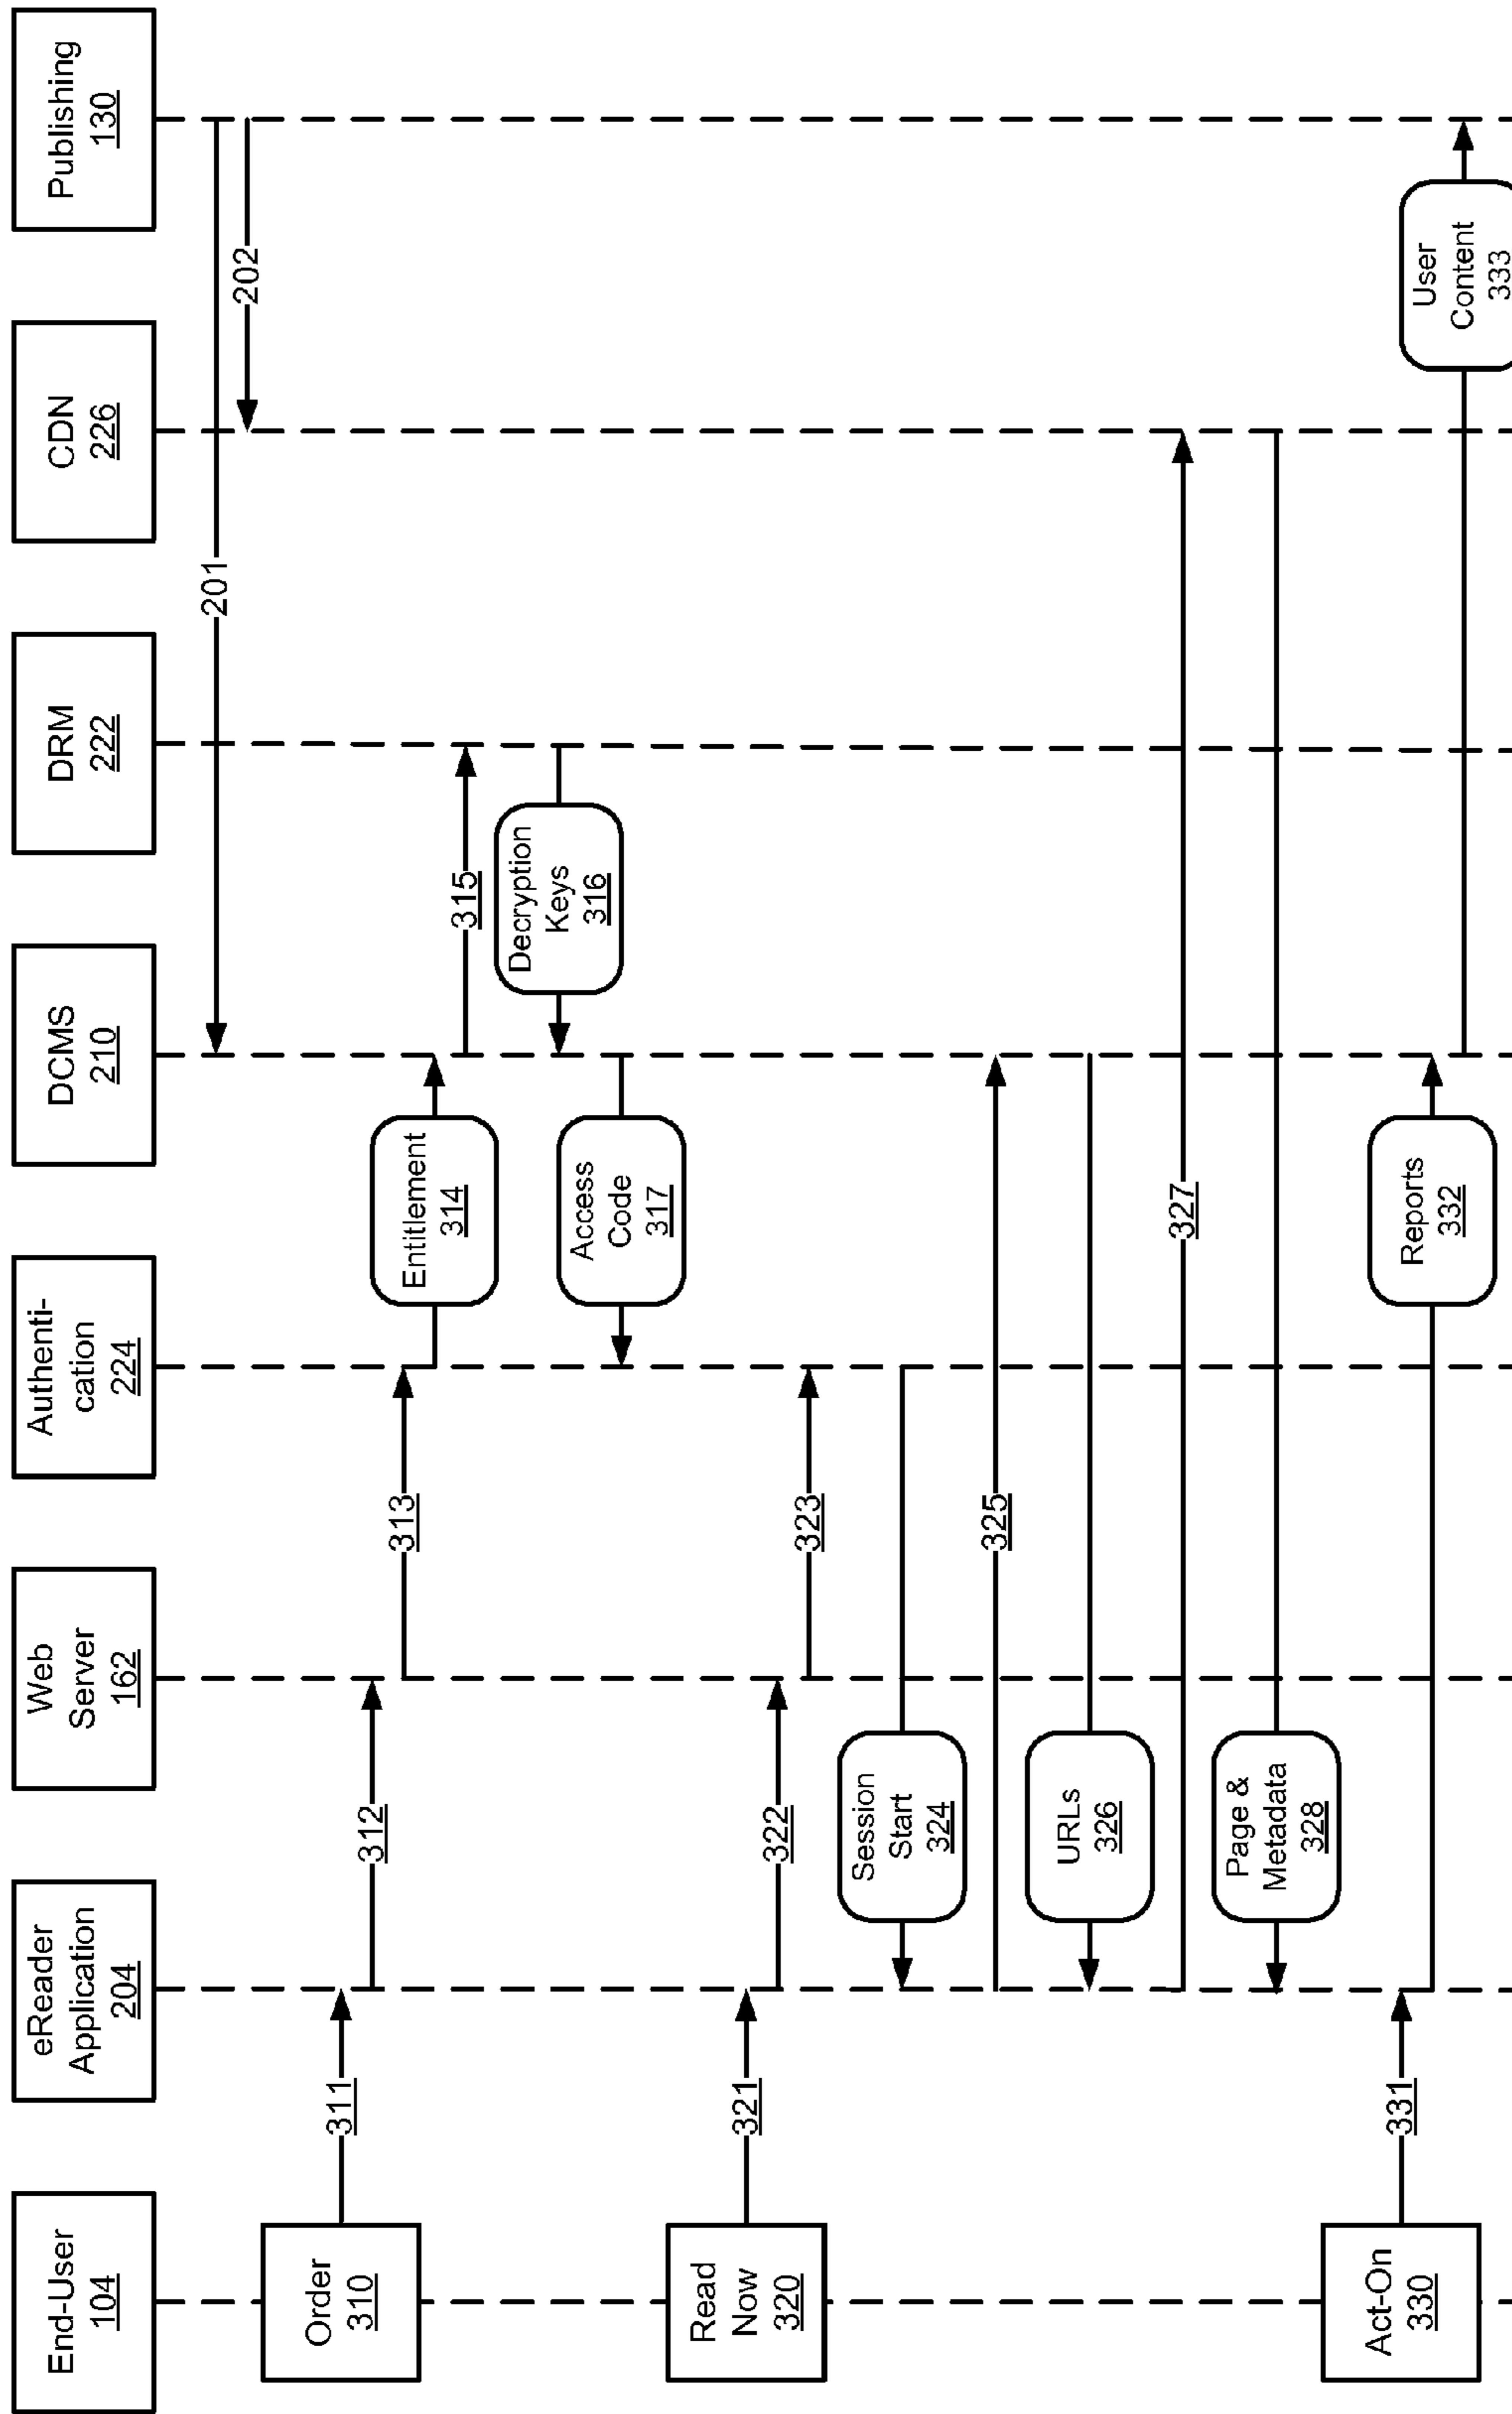 End-User
104
eReader
Application
204
Web
Server
162
Authenti-
cation
224
DCMS
210
DRM
222
CDN
226
Publishing
130
201
202
Order
310
311
312
313
Entitlement
314
315
Decryption
Keys
316
Access
Code
317
Read
Now
320
321
322
323
Session
Start
324
325
URLs
326
327
Page &
Metadata
328
Act-On
330
331
Reports
332
User
Content
333